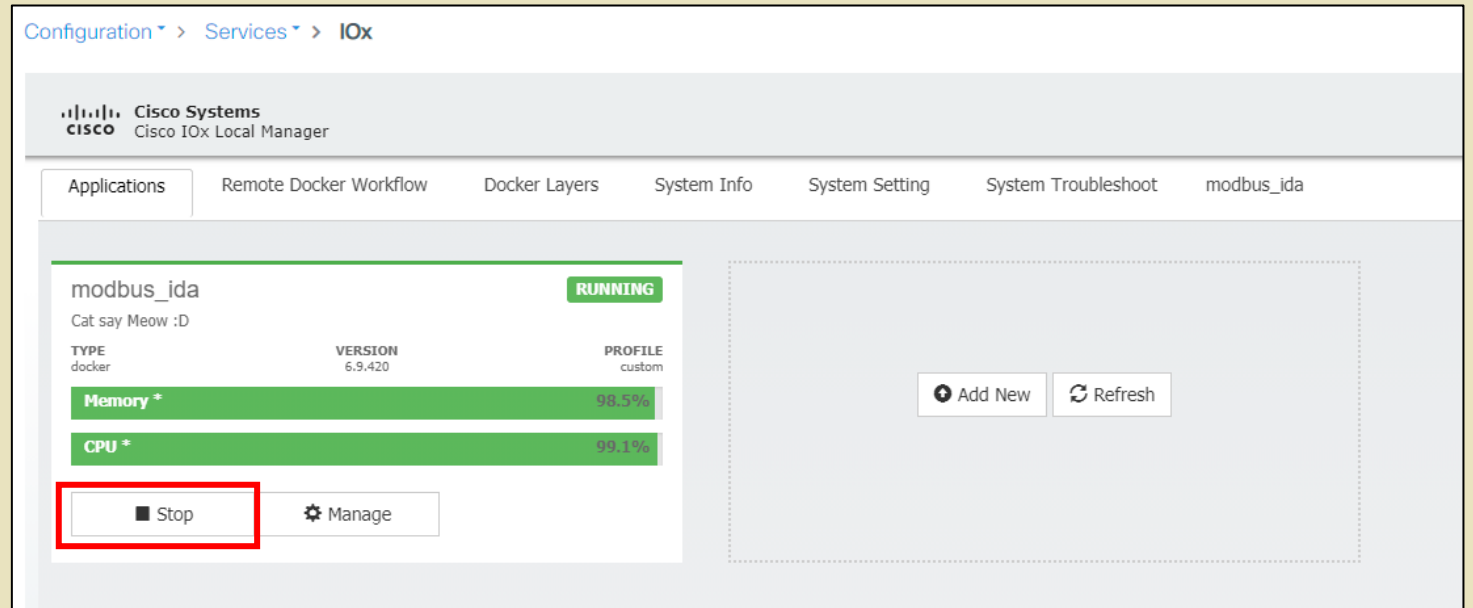 Configuration > Services > IOx
Cisco Systems
CISCO Cisco IOx Local Manager
Applications Remote Docker Workflow Docker Layers System Info System Setting System Troubleshoot modbus_ida
modbus_ida RUNNING
Cat say Meow :D
TYPE VERSION PROFILE
docker 6.9.420 custom
Memory * 98.5%
CPU * 99.1%
Stop Manage
Add New Refresh